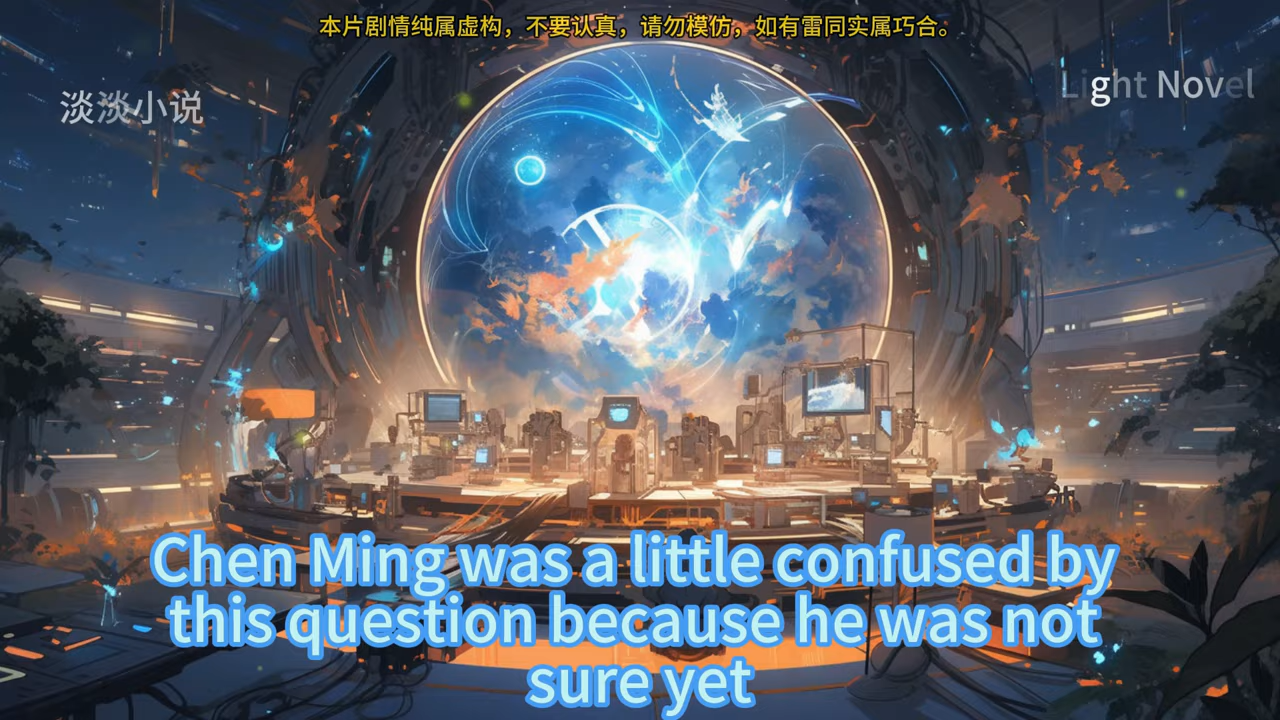 本片剧情纯属虚构，不要认真，请勿模仿，如有雷同实属巧合。
淡淡小说
Light Novel
Chen Ming was a little confused by
this question because he was not
sure yet